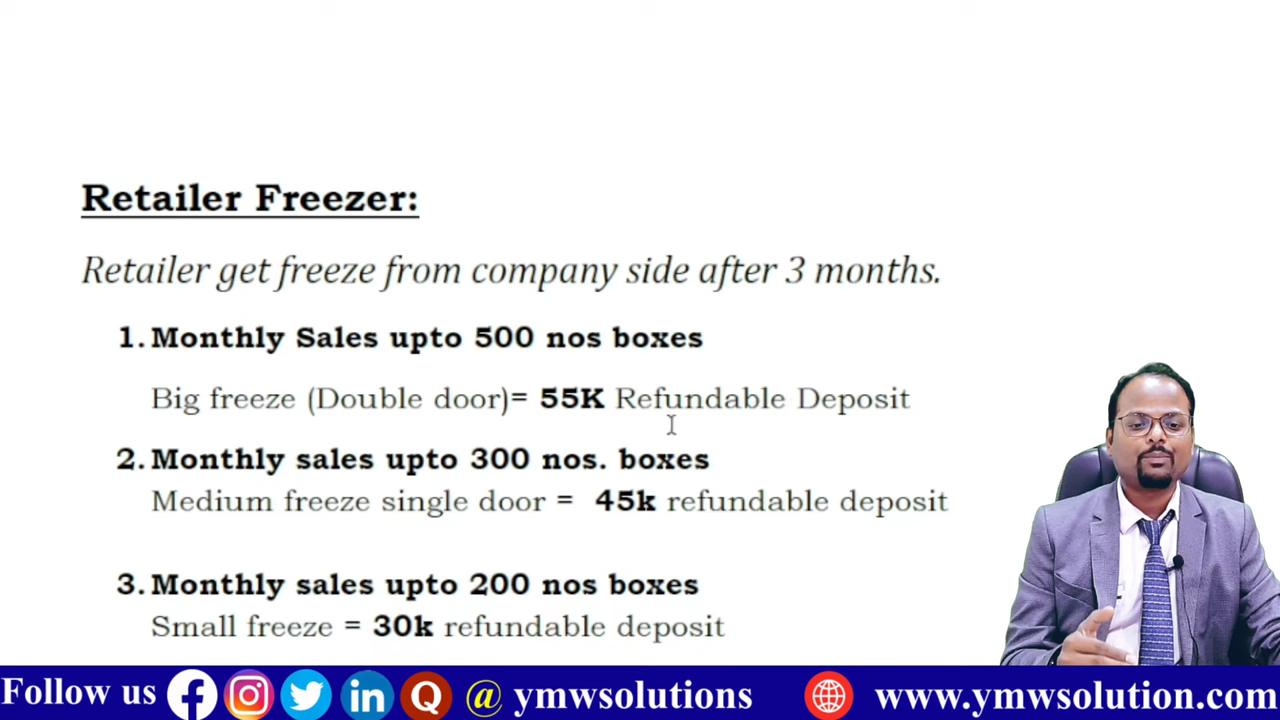 Retailer Freezer:
Retailer get freeze from company side after 3 months.
1. Monthly Sales upto 500 nos boxes
Big freeze (Double door)= 55K Refundable Deposit
2. Monthly sales upto 300 nos. boxes
Medium freeze single door = 45k refundable deposit
3. Monthly sales upto 200 nos boxes
Small freeze = 30k refundable deposit
Follow us @ ymwsolutions www.ymwsolution.com